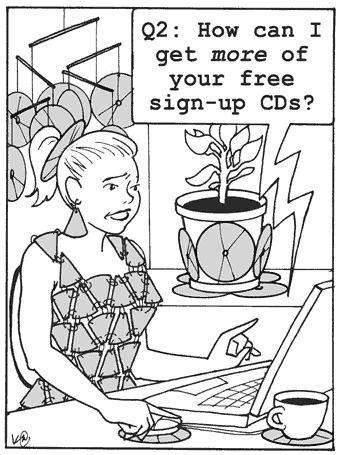 Q2: How can I
get more of
your free
sign-up CDs?